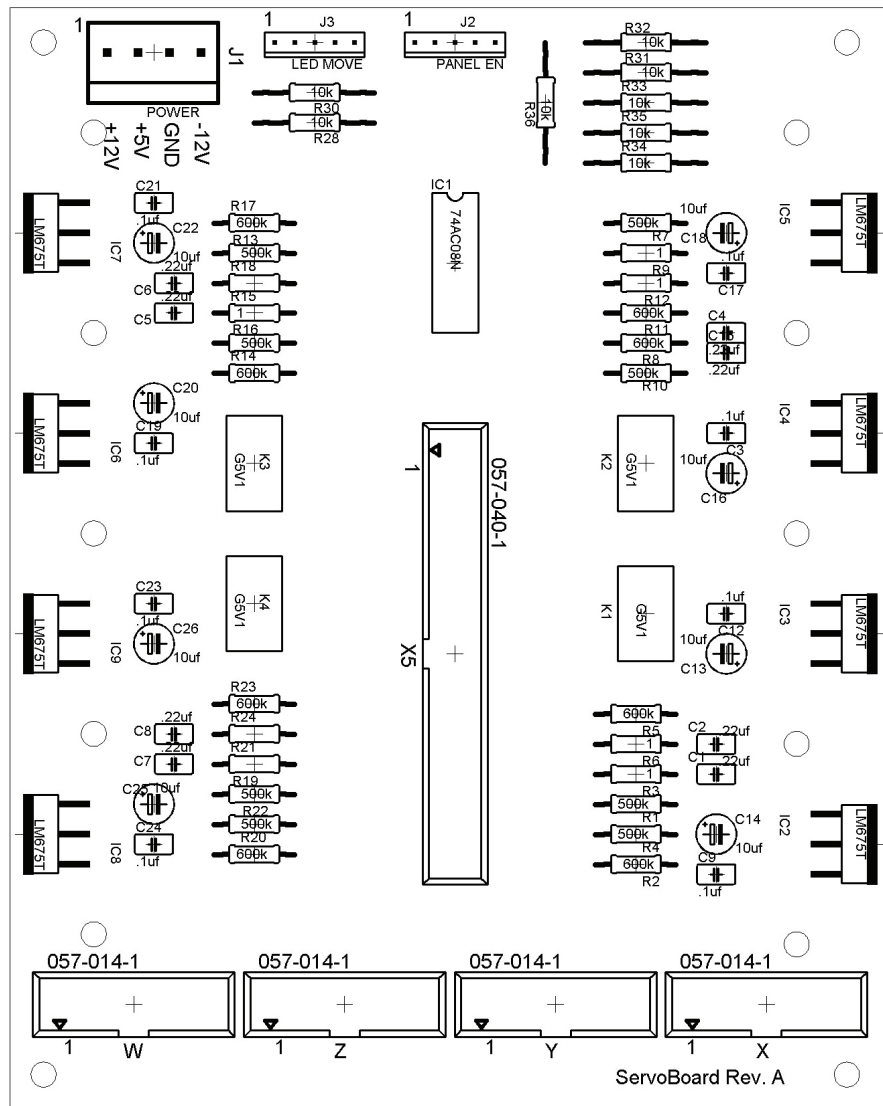 1
J1
POWER
+12V
+5V
GND
-12V
1
J3
LED MOVE
1
J2
PANEL EN
10k
R30
10k
R28
R36
10k
R32
10k
R31
10k
R33
10k
R35
10k
R34
10k
LM675T
IC7
C21
.1uf
C22
10uf
.22uf
C6
.22uf
C5
R17
600k
R13
500k
R18
R15
1
R16
500k
R14
600k
IC1
74AC08N
500k
R7
1
R9
1
R12
600k
R11
600k
R8
500k
R10
10uf
C18
.1uf
C17
C4
.22uf
IC5
LM675T
LM675T
IC6
C20
10uf
C19
.1uf
K3
G5V1
1
057-040-1
X5
K2
G5V1
.1uf
C3
10uf
C16
IC4
LM675T
LM675T
IC9
C23
.1uf
C26
10uf
K4
G5V1
K1
G5V1
.1uf
C12
10uf
C13
IC3
LM675T
R23
600k
R24
R21
R19
500k
R22
500k
R20
600k
.22uf
C8
.22uf
C7
C25
10uf
C24
.1uf
IC8
LM675T
600k
R5
1
R6
1
R3
500k
R1
500k
R4
600k
R2
C2
.22uf
C1
.22uf
C14
10uf
C9
.1uf
IC2
LM675T
057-014-1
057-014-1
057-014-1
057-014-1
1
W
1
Z
1
Y
1
X
ServoBoard Rev. A